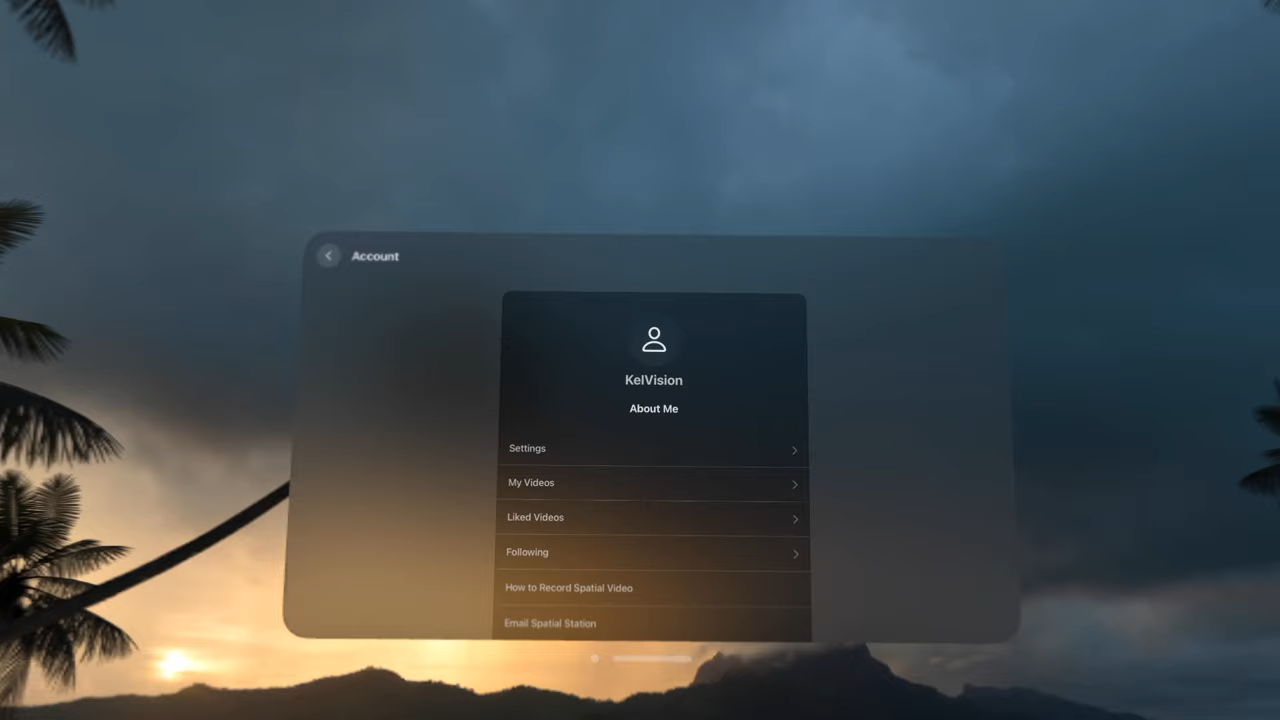 Account
KelVision
About Me
Settings
My Videos
Liked Videos
Following
How to Record Spatial Video
Email Spatial Station